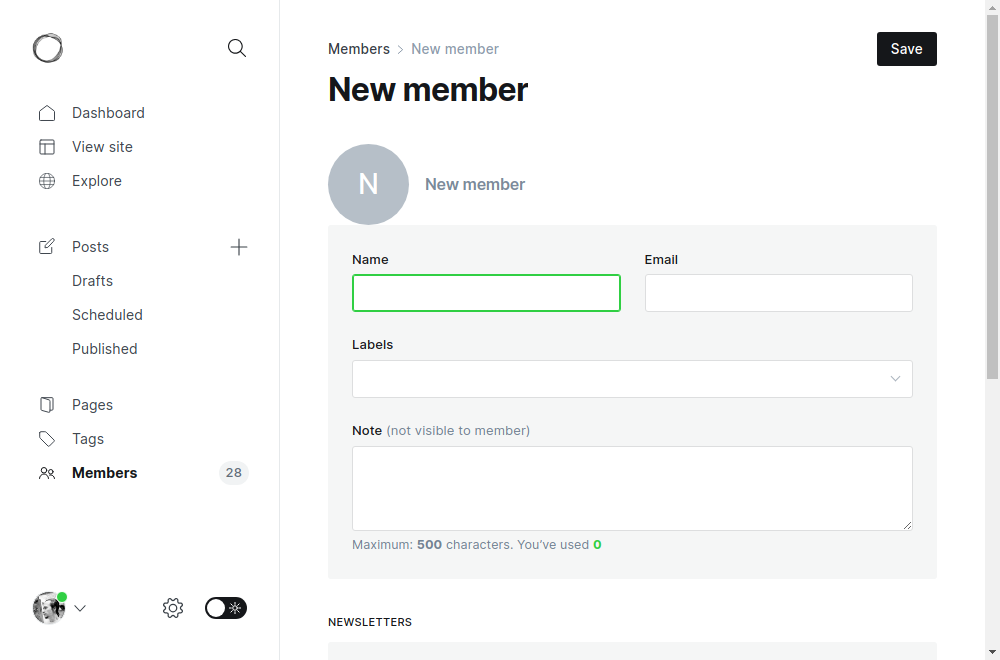 Dashboard
View site
Explore
Posts
Drafts
Scheduled
Published
Pages
Tags
Members 28
Members > New member
Save
New member
N New member
Name Email
Labels
Note (not visible to member)
Maximum: 500 characters. You've used 0
NEWSLETTERS